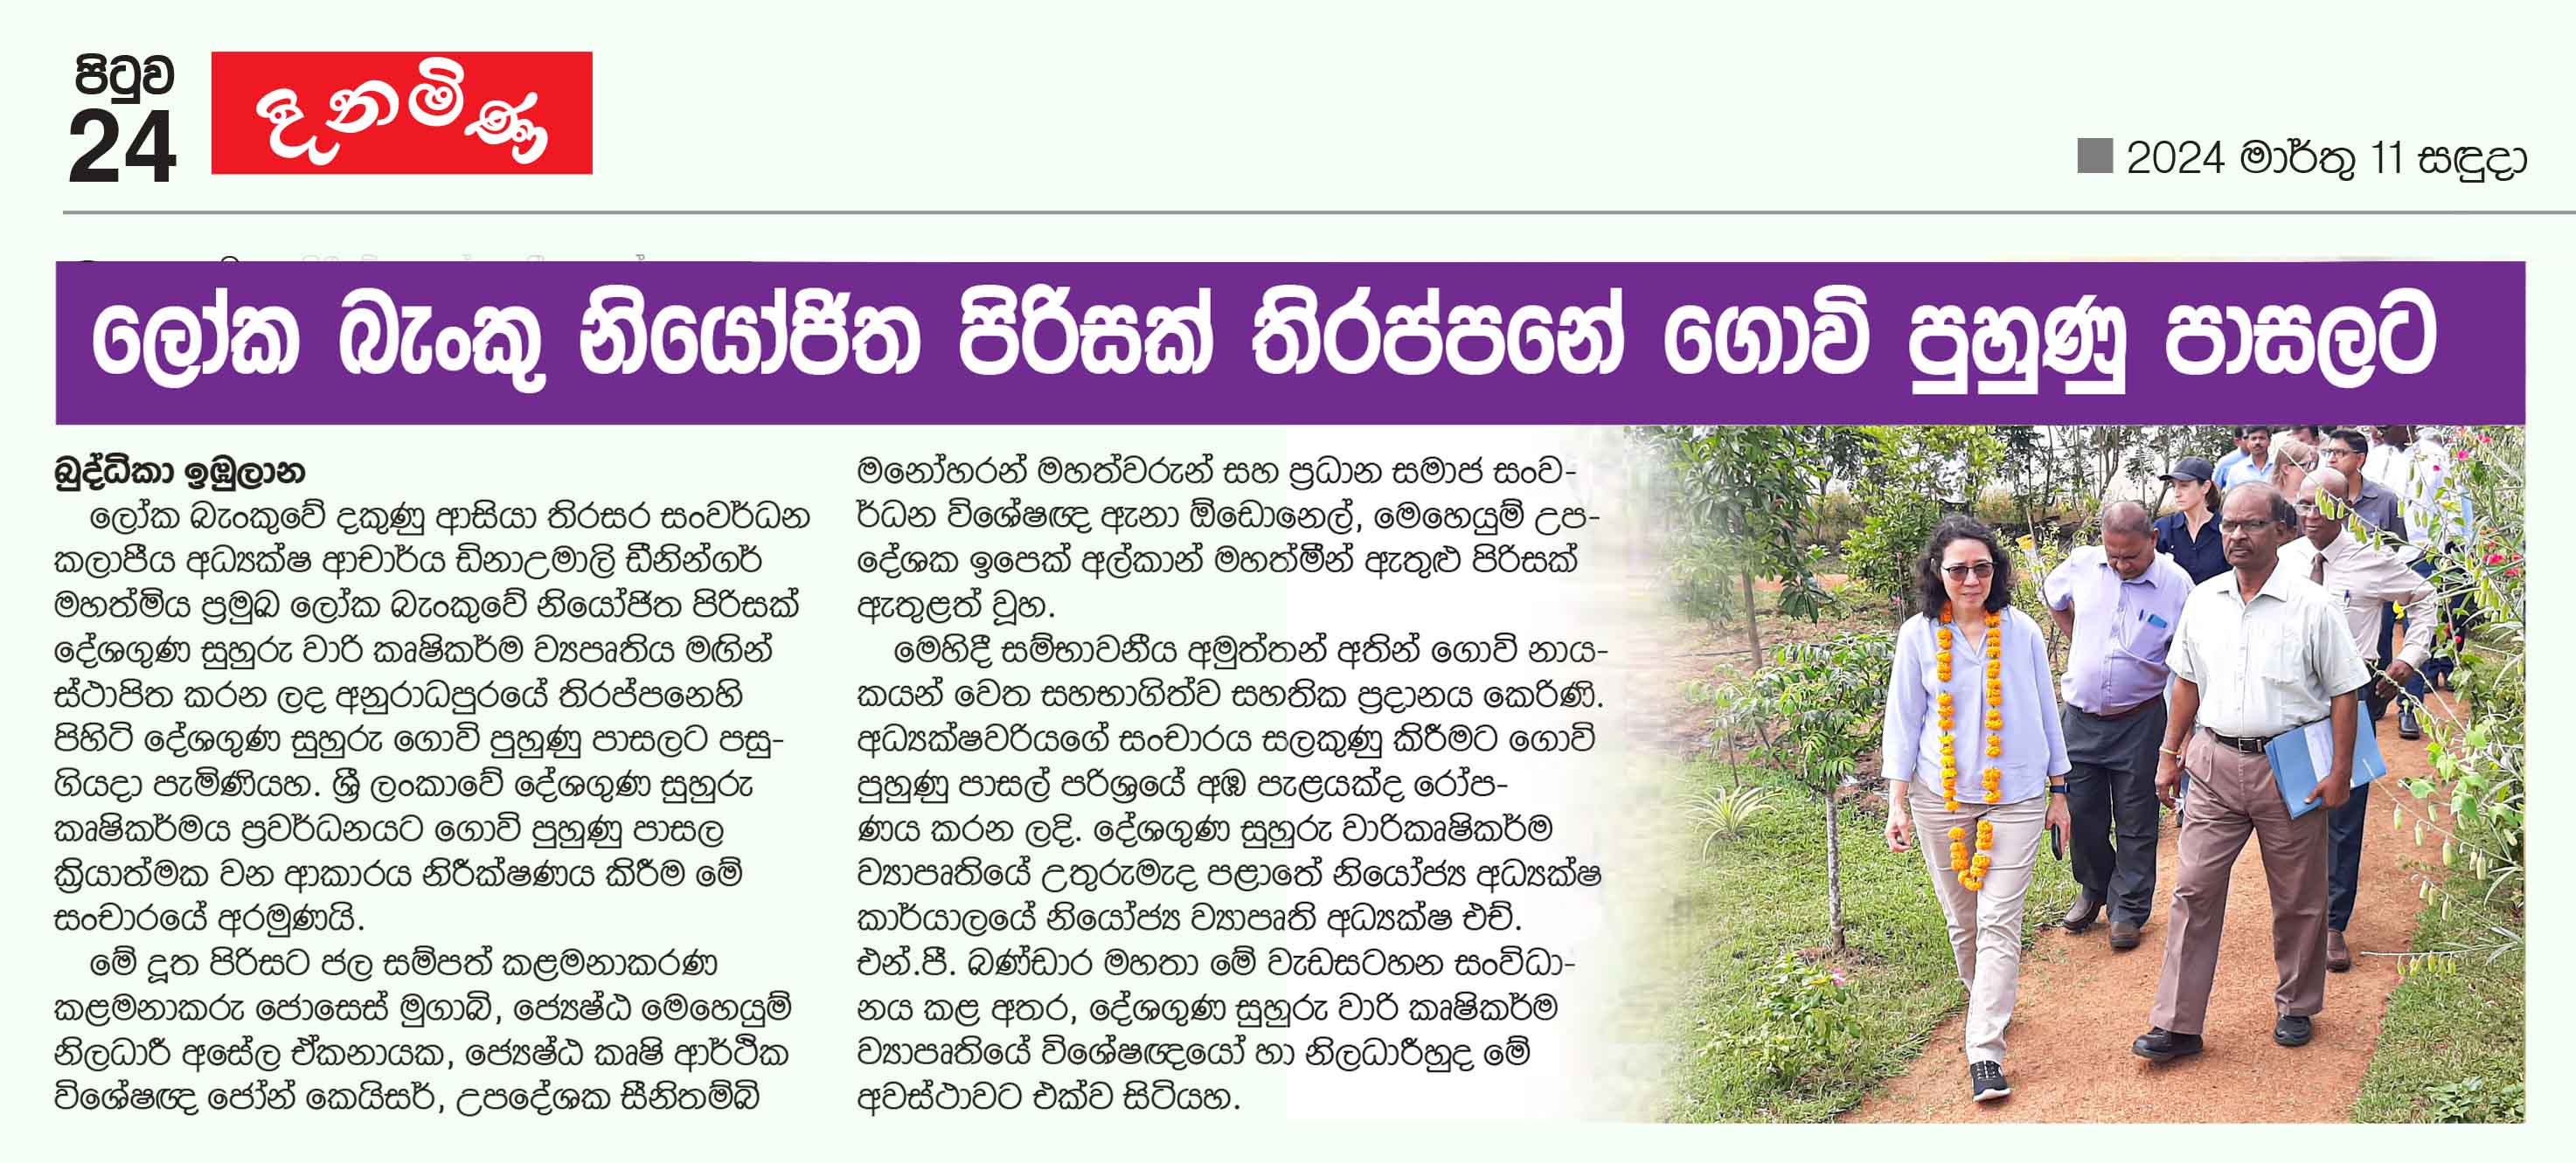 පිටුව
24
දිනමිණ
2024 මාර්තු 11 සඳුදා
ලෝක බැංකු නියෝජිත පිරිසක් තිරප්පනේ ගොවි පුහුණු පාසලට
බුද්ධිකා ඉඹුලාන
ලෝක බැංකුවේ දකුණු ආසියා තිරසර සංවර්ධන
කලාපීය අධ්‍යක්ෂ ආචාර්ය ඩිනාඋමාලි ඩීනින්ගර්
මහත්මිය ප්‍රමුඛ ලෝක බැංකුවේ නියෝජිත පිරිසක්
දේශගුණ සුහුරු වාරි කෘෂිකර්ම ව්‍යපෘතිය මඟින්
ස්ථාපිත කරන ලද අනුරාධපුරයේ තිරප්පනෙහි
පිහිටි දේශගුණ සුහුරු ගොවි පුහුණු පාසලට පසු-
ගියදා පැමිණියහ. ශ්‍රී ලංකාවේ දේශගුණ සුහුරු
කෘෂිකර්මය ප්‍රවර්ධනයට ගොවි පුහුණු පාසල
ක්‍රියාත්මක වන ආකාරය නිරීක්ෂණය කිරීම මේ
සංචාරයේ අරමුණයි.
මේ දූත පිරිසට ජල සම්පත් කළමනාකරණ
කළමනාකරු ජොසෙස් මුගාබි, ජ්‍යෙෂ්ඨ මෙහෙයුම්
නිලධාරී අසේල ඒකනායක, ජ්‍යෙෂ්ඨ කෘෂි ආර්ථික
විශේෂඥ ජෝන් කෙයිසර්, උපදේශක සීනිතම්බි
මනෝහරන් මහත්වරුන් සහ ප්‍රධාන සමාජ සංව-
ර්ධන විශේෂඥ ඇනා ඕඩොනෙල්, මෙහෙයුම් උප-
දේශක ඉපෙක් අල්කාන් මහත්මීන් ඇතුළු පිරිසක්
ඇතුළත් වූහ.
මෙහිදී සම්භාවනීය අමුත්තන් අතින් ගොවි නාය-
කයන් වෙත සහභාගිත්ව සහතික ප්‍රදානය කෙරිණි.
අධ්‍යක්ෂවරියගේ සංචාරය සලකුණු කිරීමට ගොවි
පුහුණු පාසල් පරිශ්‍රයේ අඹ පැළයක්ද රෝප-
ණය කරන ලදි. දේශගුණ සුහුරු වාරිකෘෂිකර්ම
ව්‍යාපෘතියේ උතුරුමැද පළාතේ නියෝජ්‍ය අධ්‍යක්ෂ
කාර්යාලයේ නියෝජ්‍ය ව්‍යාපෘති අධ්‍යක්ෂ එච්.
එන්.පී. බණ්ඩාර මහතා මේ වැඩසටහන සංවිධා-
නය කළ අතර, දේශගුණ සුහුරු වාරි කෘෂිකර්ම
ව්‍යාපෘතියේ විශේෂඥයෝ හා නිලධාරීහුද මේ
අවස්ථාවට එක්ව සිටියහ.